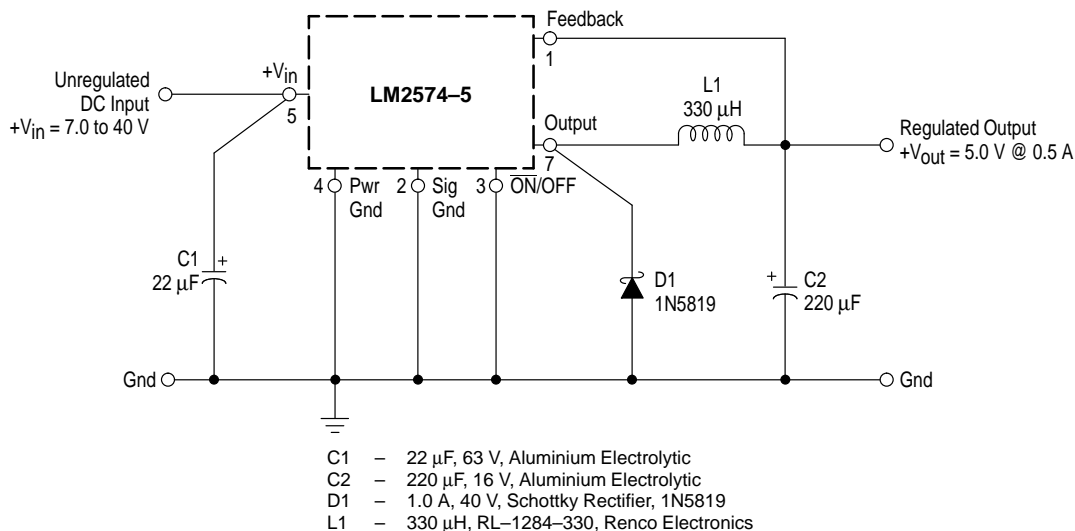 Feedback
1
Unregulated
DC Input
+Vin = 7.0 to 40 V
+Vin
5
LM2574–5
L1
330 μH
Output
7
Regulated Output
+Vout = 5.0 V @ 0.5 A
4 Pwr
Gnd
2 Sig
Gnd
3 O̅N̅/OFF
C1
22 μF
+
D1
1N5819
+
C2
220 μF
Gnd
Gnd
C1 – 22 μF, 63 V, Aluminium Electrolytic
C2 – 220 μF, 16 V, Aluminium Electrolytic
D1 – 1.0 A, 40 V, Schottky Rectifier, 1N5819
L1 – 330 μH, RL–1284–330, Renco Electronics